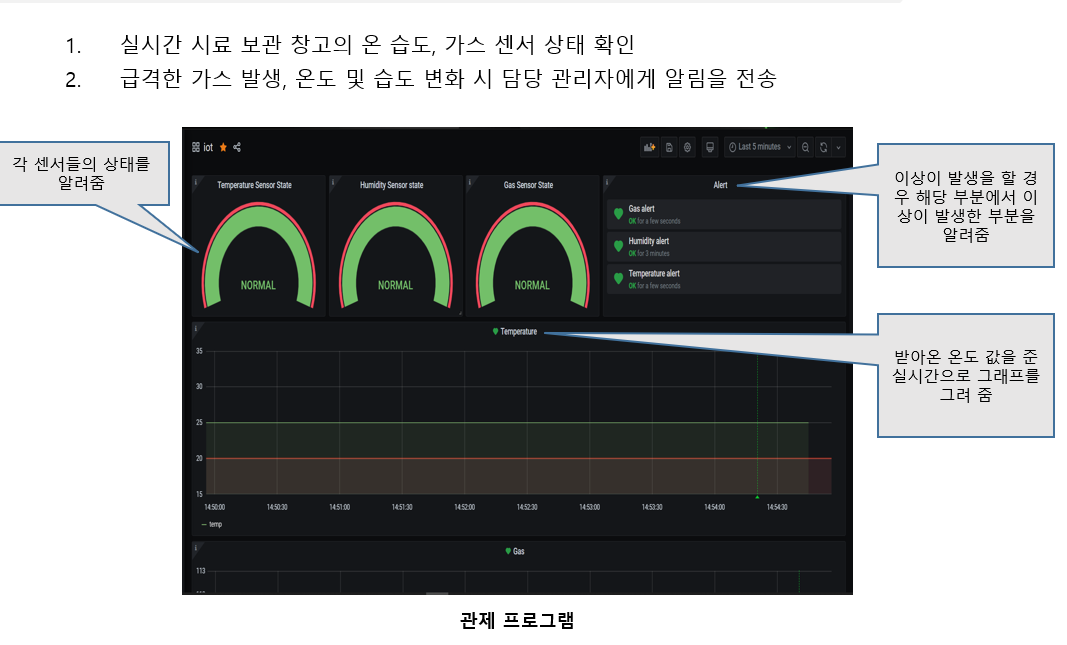 1. 실시간 시료 보관 창고의 온 습도, 가스 센서 상태 확인
2. 급격한 가스 발생, 온도 및 습도 변화 시 담당 관리자에게 알림을 전송
각 센서들의 상태를
알려줌
iot
Last 5 minutes
Temperature Sensor State
NORMAL
Humidity Sensor state
NORMAL
Gas Sensor State
NORMAL
Alert
Gas alert
OK for a few seconds
Humidity alert
OK for 3 minutes
Temperature alert
OK for a few seconds
이상이 발생을 할 경
우 해당 부분에서 이
상이 발생한 부분을
알려줌
Temperature
35
30
25
20
15
14:50:00 14:50:30 14:51:00 14:51:30 14:52:00 14:52:30 14:53:00 14:53:30 14:54:00 14:54:30
temp
받아온 온도 값을 준
실시간으로 그래프를
그려 줌
Gas
113
관제 프로그램